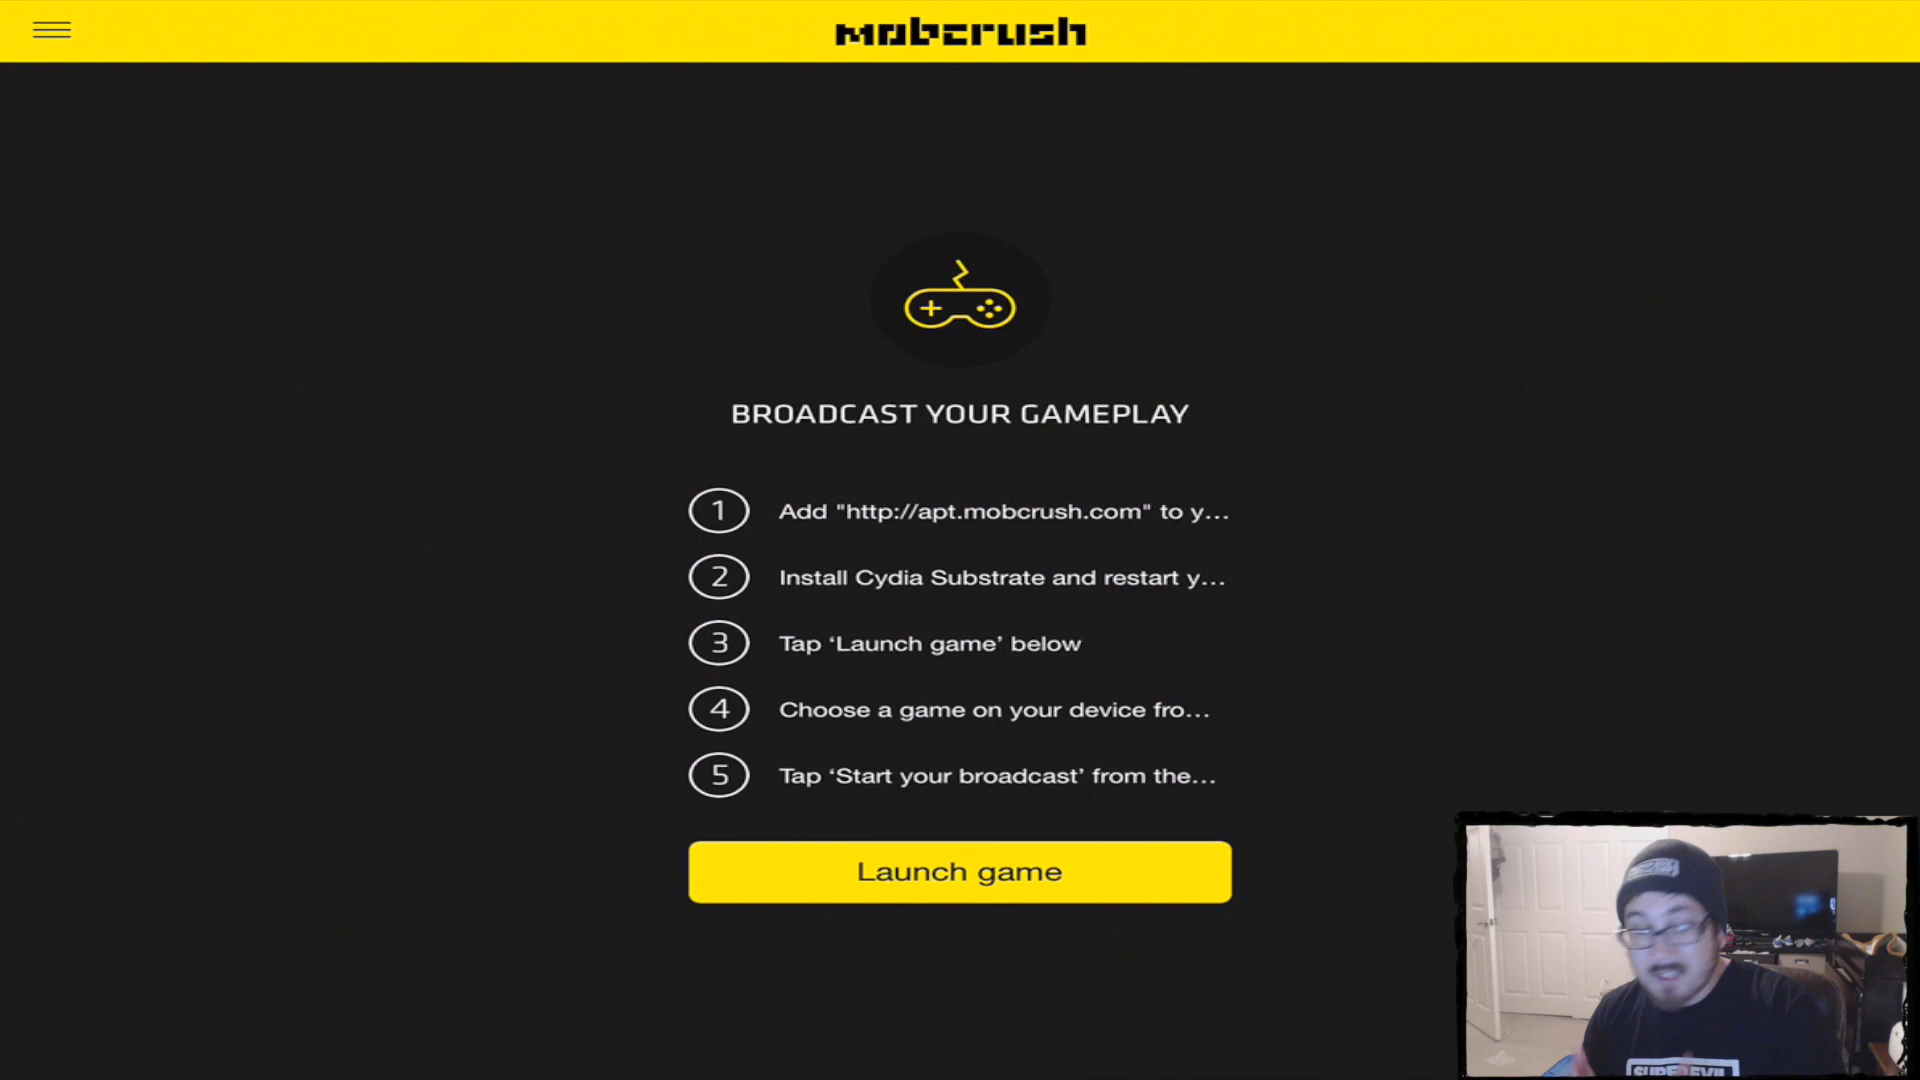 mobcrush
BROADCAST YOUR GAMEPLAY
1 Add "http://apt.mobcrush.com" to y...
2 Install Cydia Substrate and restart y...
3 Tap ‘Launch game’ below
4 Choose a game on your device fro...
5 Tap ‘Start your broadcast’ from the...
Launch game
SUPER EVIL